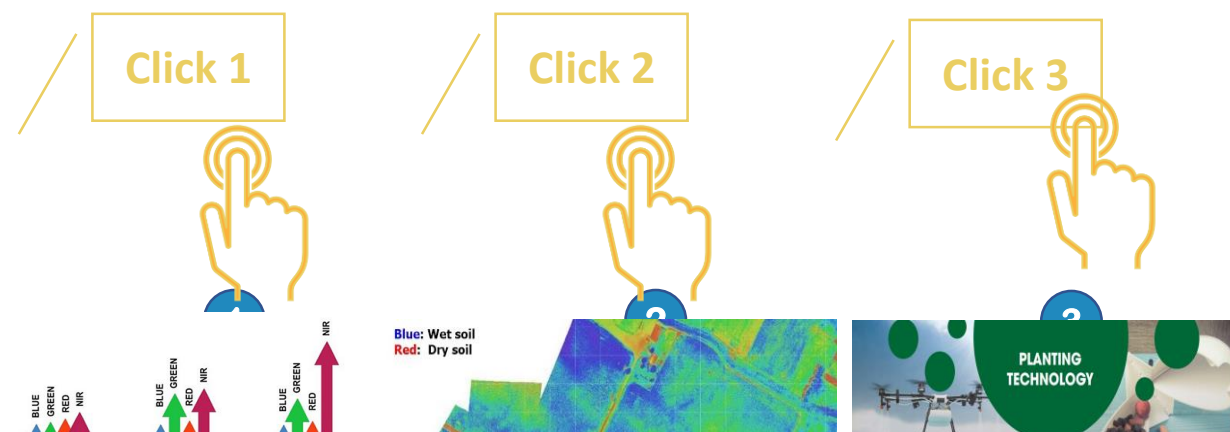 Click 1
Click 2
Click 3
Blue: Wet soil
Red: Dry soil
BLUE
GREEN
RED
NIR
BLUE
GREEN
RED
NIR
BLUE
GREEN
RED
NIR
PLANTING
TECHNOLOGY